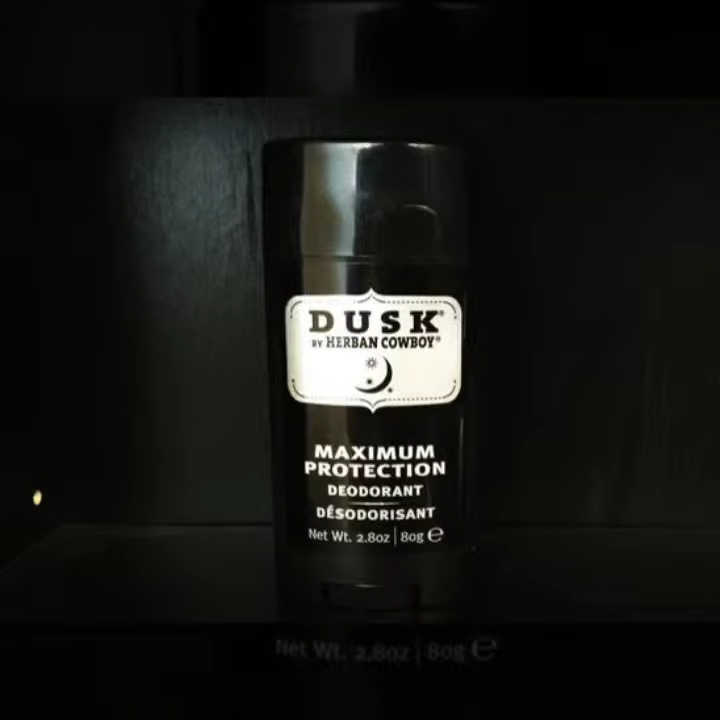 DUSK®
BY HERBAN COWBOY®
MAXIMUM
PROTECTION
DEODORANT
DÉSODORISANT
Net Wt. 2.8oz | 80g ℮
Net Wt. 2.8oz | 80g ℮